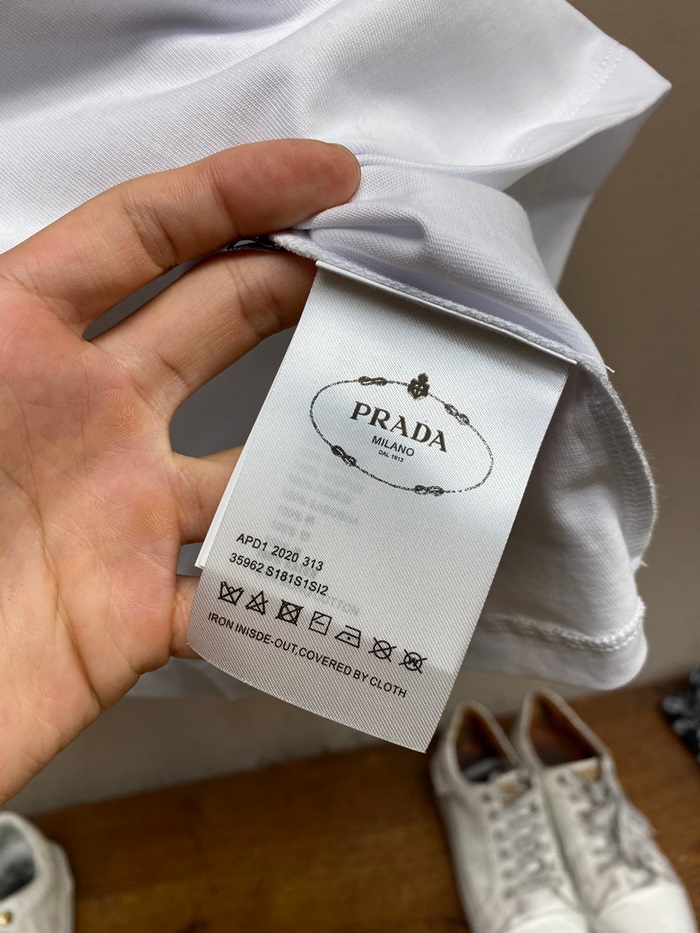 PRADA
MILANO
DAL 1913
APD1 2020 313
35962 S181S1SI2
IRON INISDE-OUT,COVERED BY CLOTH